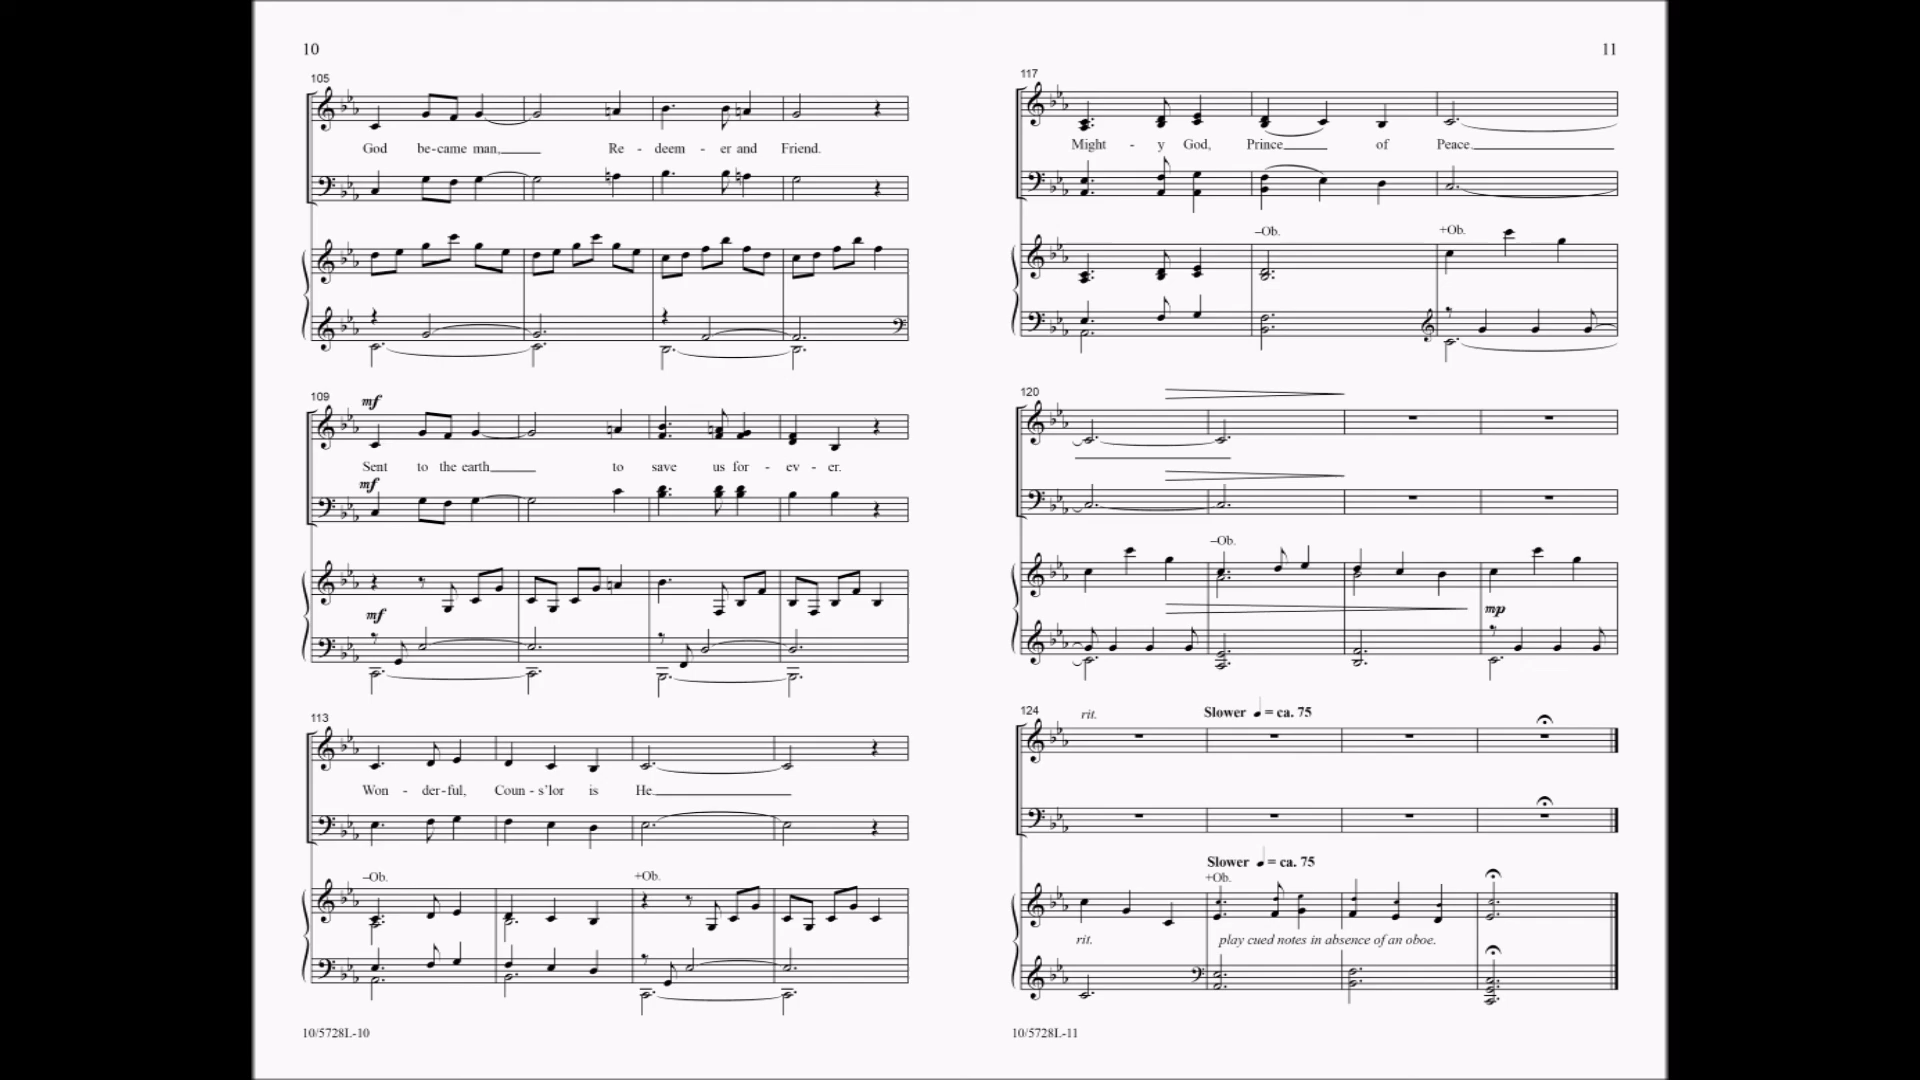 10
105
God be-came man, Re - deem - er and Friend.
109
mf
Sent to the earth to save us for - ev - er.
mf
mf
113
Won - der-ful, Coun - s'lor is He.
–Ob. +Ob.
10/5728L-10
11
117
Might - y God, Prince of Peace.
–Ob. +Ob.
120
–Ob.
mp
124 rit. Slower ♩ = ca. 75
Slower ♩ = ca. 75
+Ob.
rit. play cued notes in absence of an oboe.
10/5728L-11